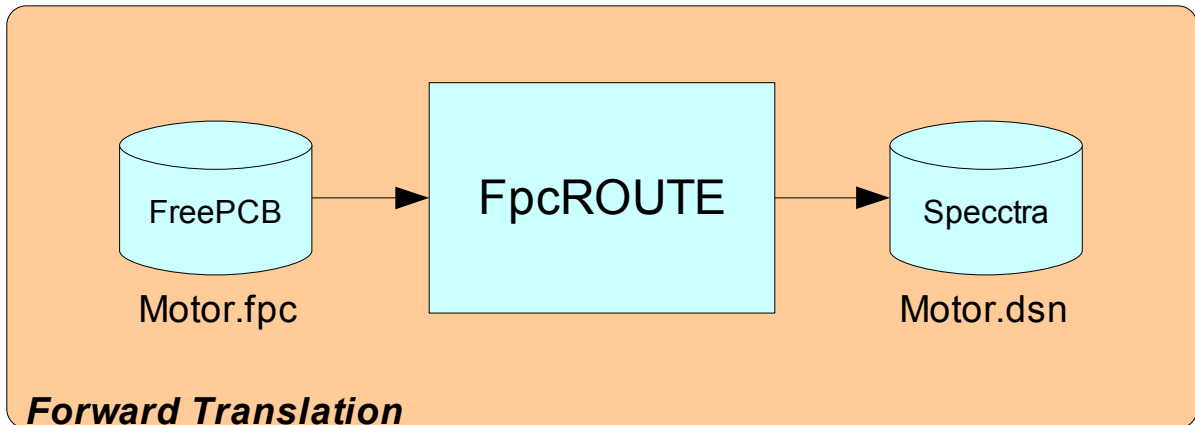 FreePCB
FpcROUTE
Specctra
Motor.fpc
Motor.dsn
Forward Translation